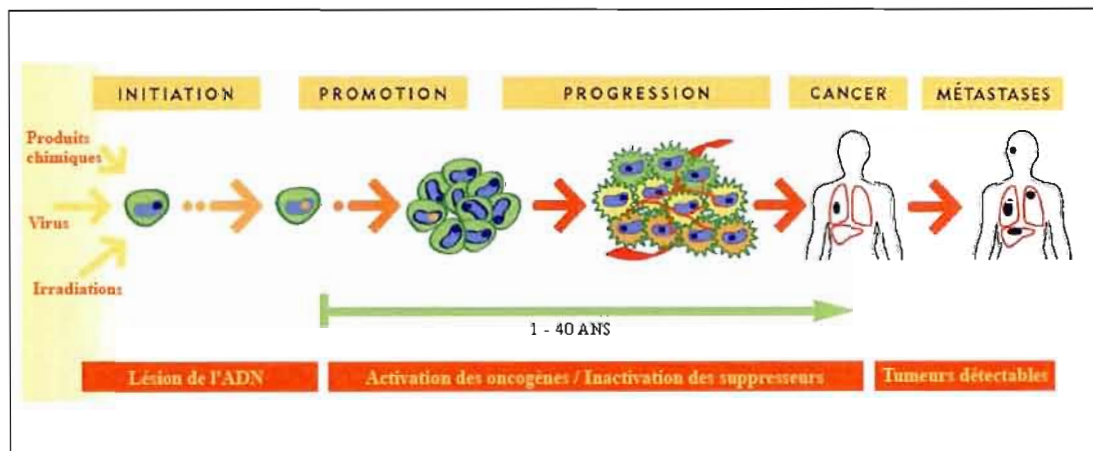 INITIATION
PROMOTION
PROGRESSION
CANCER
MÉTASTASES
Produits
chimiques
Virus
Irradiations
1 - 40 ANS
Lésion de l'ADN
Activation des oncogènes / Inactivation des suppresseurs
Tumeurs détectables